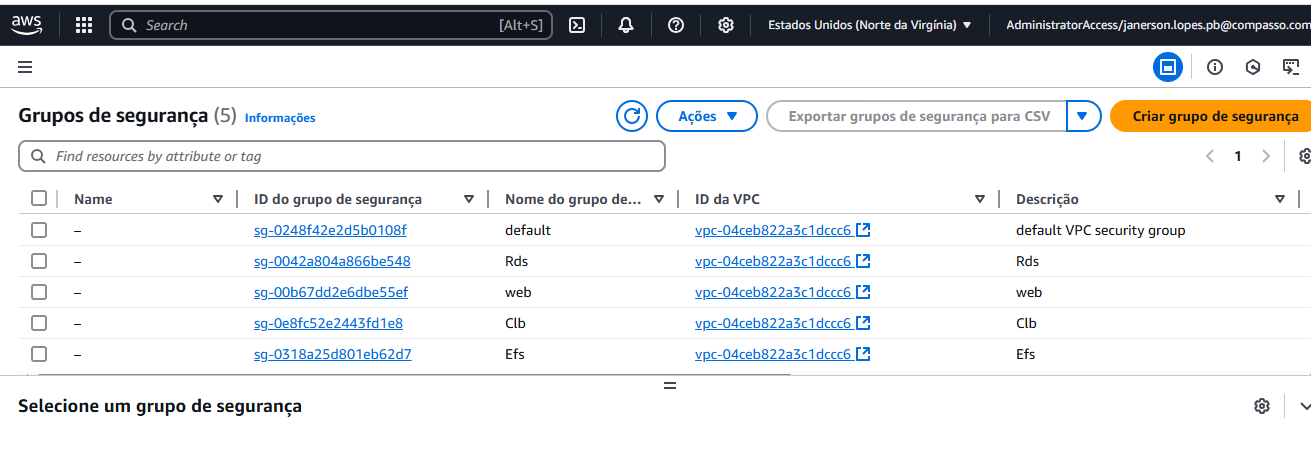 aws Search [Alt+S] Estados Unidos (Norte da Virgínia) AdministratorAccess/janerson.lopes.pb@compasso.com
Grupos de segurança (5) Informações Ações Exportar grupos de segurança para CSV Criar grupo de segurança
Find resources by attribute or tag 1
Name ID do grupo de segurança Nome do grupo de... ID da VPC Descrição
– sg-0248f42e2d5b0108f default vpc-04ceb822a3c1dccc6 default VPC security group
– sg-0042a804a866be548 Rds vpc-04ceb822a3c1dccc6 Rds
– sg-00b67dd2e6dbe55ef web vpc-04ceb822a3c1dccc6 web
– sg-0e8fc52e2443fd1e8 Clb vpc-04ceb822a3c1dccc6 Clb
– sg-0318a25d801eb62d7 Efs vpc-04ceb822a3c1dccc6 Efs
Selecione um grupo de segurança